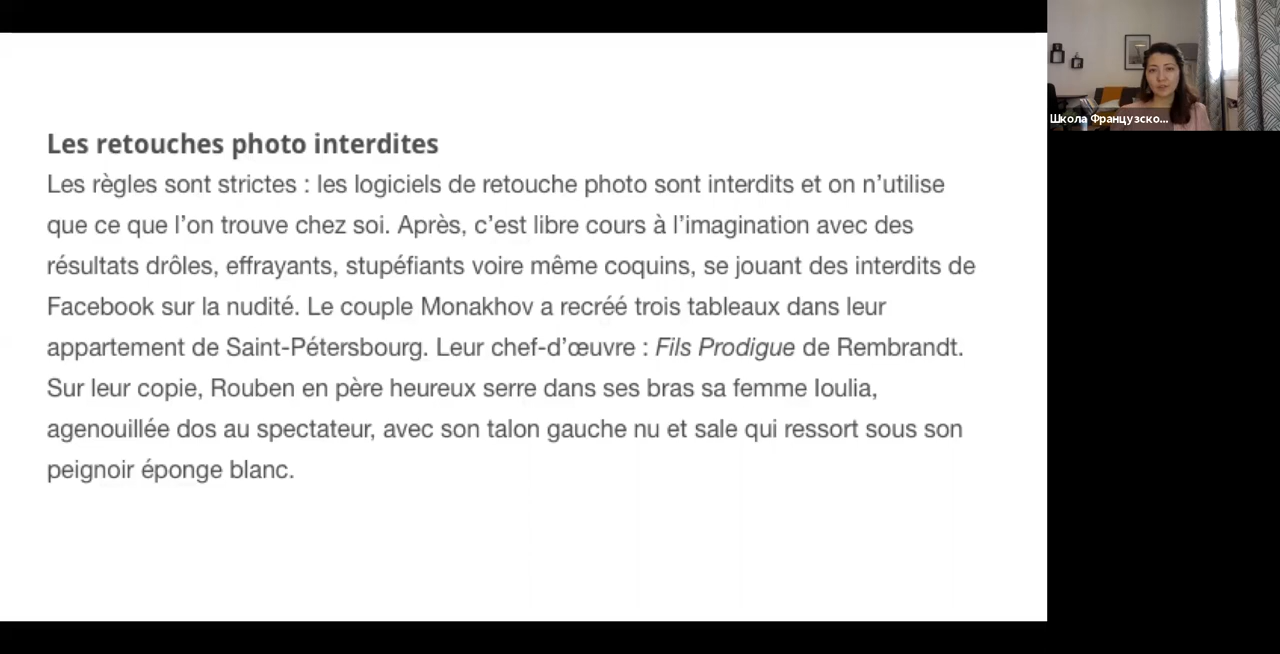 Les retouches photo interdites
Les règles sont strictes : les logiciels de retouche photo sont interdits et on n’utilise
que ce que l’on trouve chez soi. Après, c’est libre cours à l’imagination avec des
résultats drôles, effrayants, stupéfiants voire même coquins, se jouant des interdits de
Facebook sur la nudité. Le couple Monakhov a recréé trois tableaux dans leur
appartement de Saint-Pétersbourg. Leur chef-d’œuvre : Fils Prodigue de Rembrandt.
Sur leur copie, Rouben en père heureux serre dans ses bras sa femme Ioulia,
agenouillée dos au spectateur, avec son talon gauche nu et sale qui ressort sous son
peignoir éponge blanc.
Школа Французско...